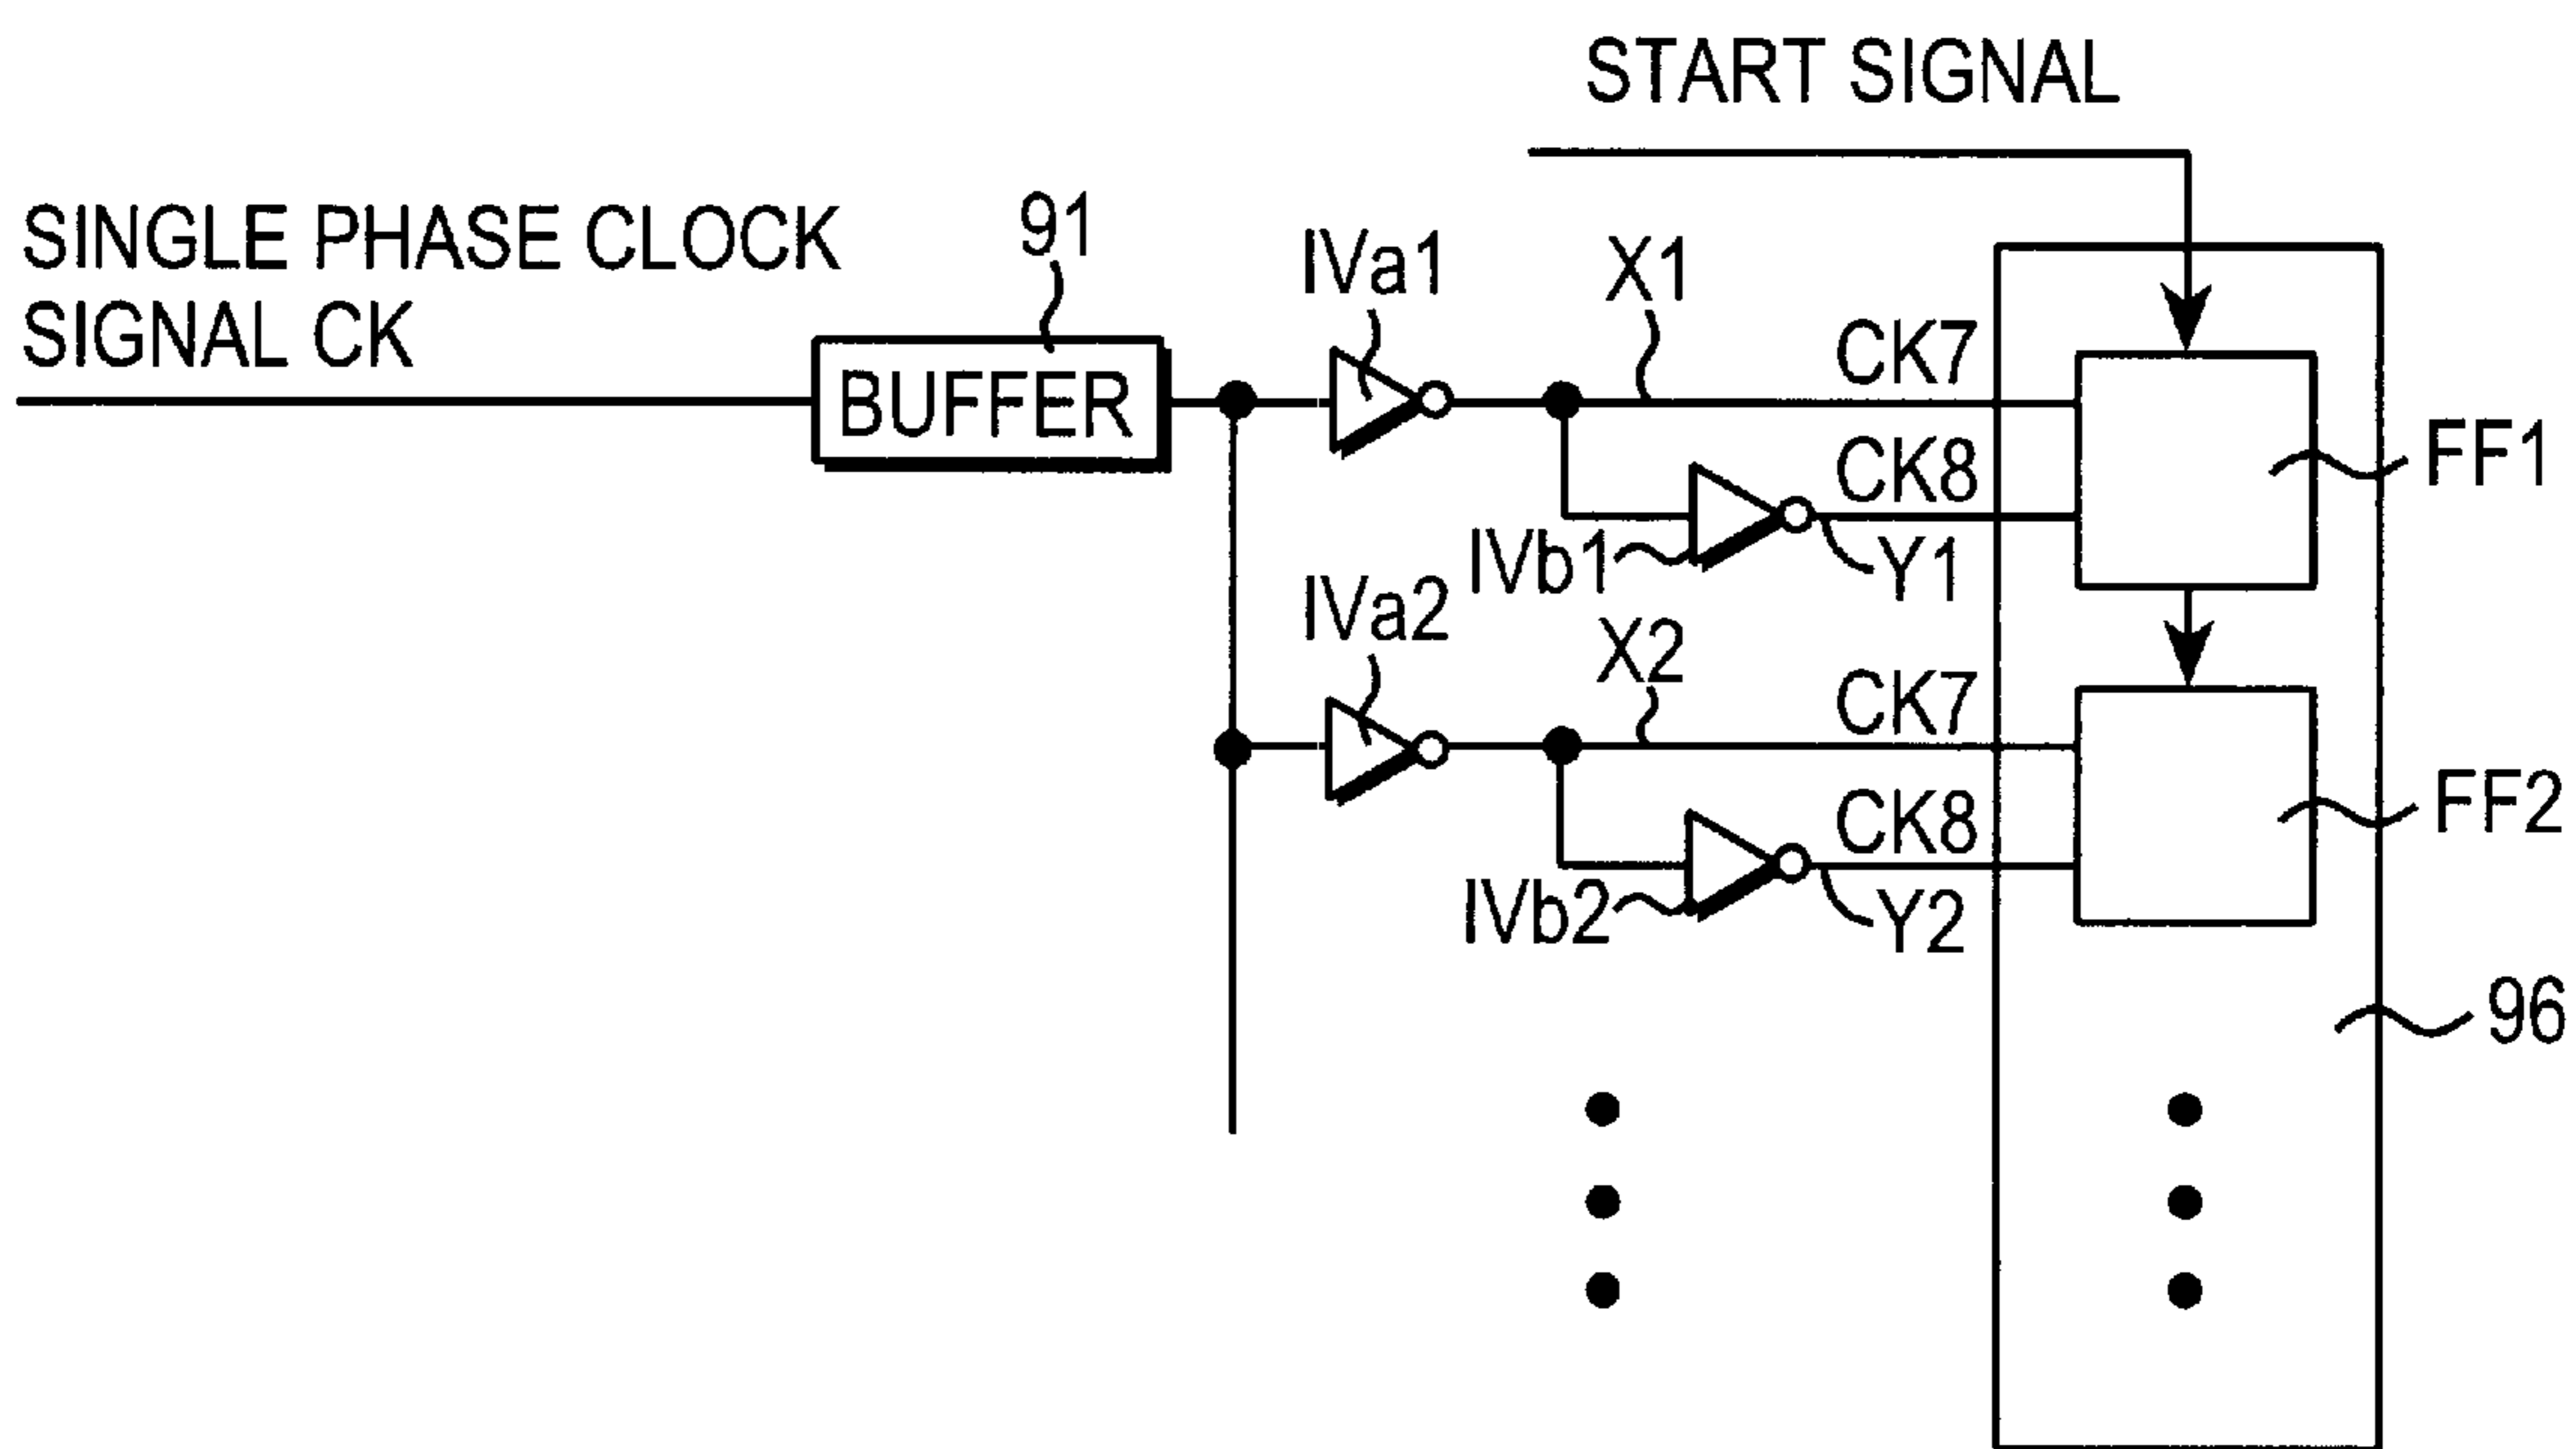 START SIGNAL
SINGLE PHASE CLOCK
SIGNAL CK
91
BUFFER
IVa1
X1
CK7
CK8
FF1
IVb1
Y1
IVa2
X2
CK7
CK8
FF2
IVb2
Y2
96